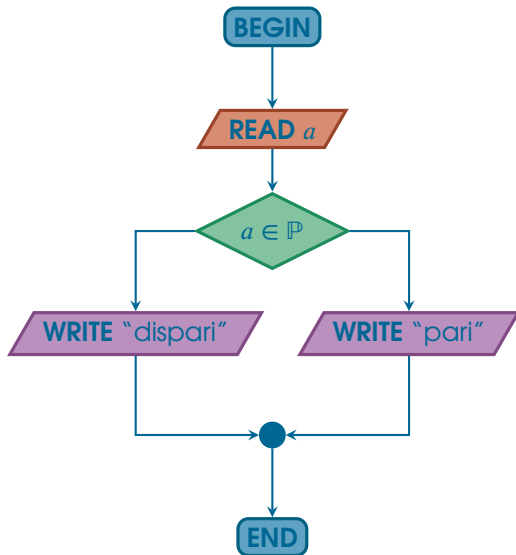 BEGIN
READ a
a ∈ ℙ
WRITE “dispari”
WRITE “pari”
END